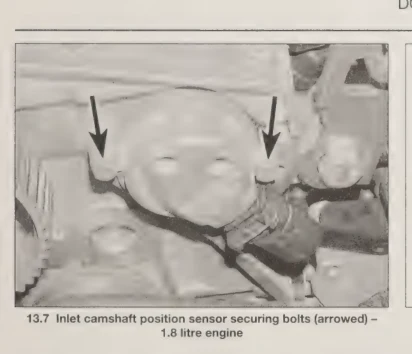 13.7 Inlet camshaft position sensor securing bolts (arrowed) –
1.8 litre engine